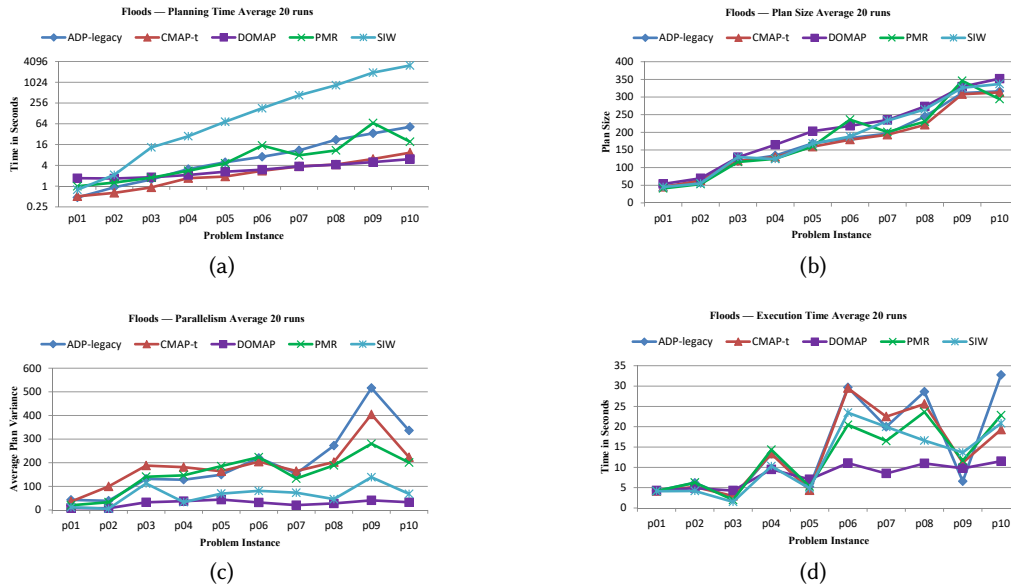 Floods — Planning Time Average 20 runs
ADP-legacy CMAP-t DOMAP PMR SIW
4096
1024
256
64
16
4
1
0.25
Time in Seconds
p01 p02 p03 p04 p05 p06 p07 p08 p09 p10
Problem Instance
(a)
Floods — Plan Size Average 20 runs
ADP-legacy CMAP-t DOMAP PMR SIW
400
350
300
250
200
150
100
50
0
Plan Size
p01 p02 p03 p04 p05 p06 p07 p08 p09 p10
Problem Instance
(b)
Floods — Parallelism Average 20 runs
ADP-legacy CMAP-t DOMAP PMR SIW
600
500
400
300
200
100
0
Average Plan Variance
p01 p02 p03 p04 p05 p06 p07 p08 p09 p10
Problem Instance
(c)
Floods — Execution Time Average 20 runs
ADP-legacy CMAP-t DOMAP PMR SIW
35
30
25
20
15
10
5
0
Time in Seconds
p01 p02 p03 p04 p05 p06 p07 p08 p09 p10
Problem Instance
(d)